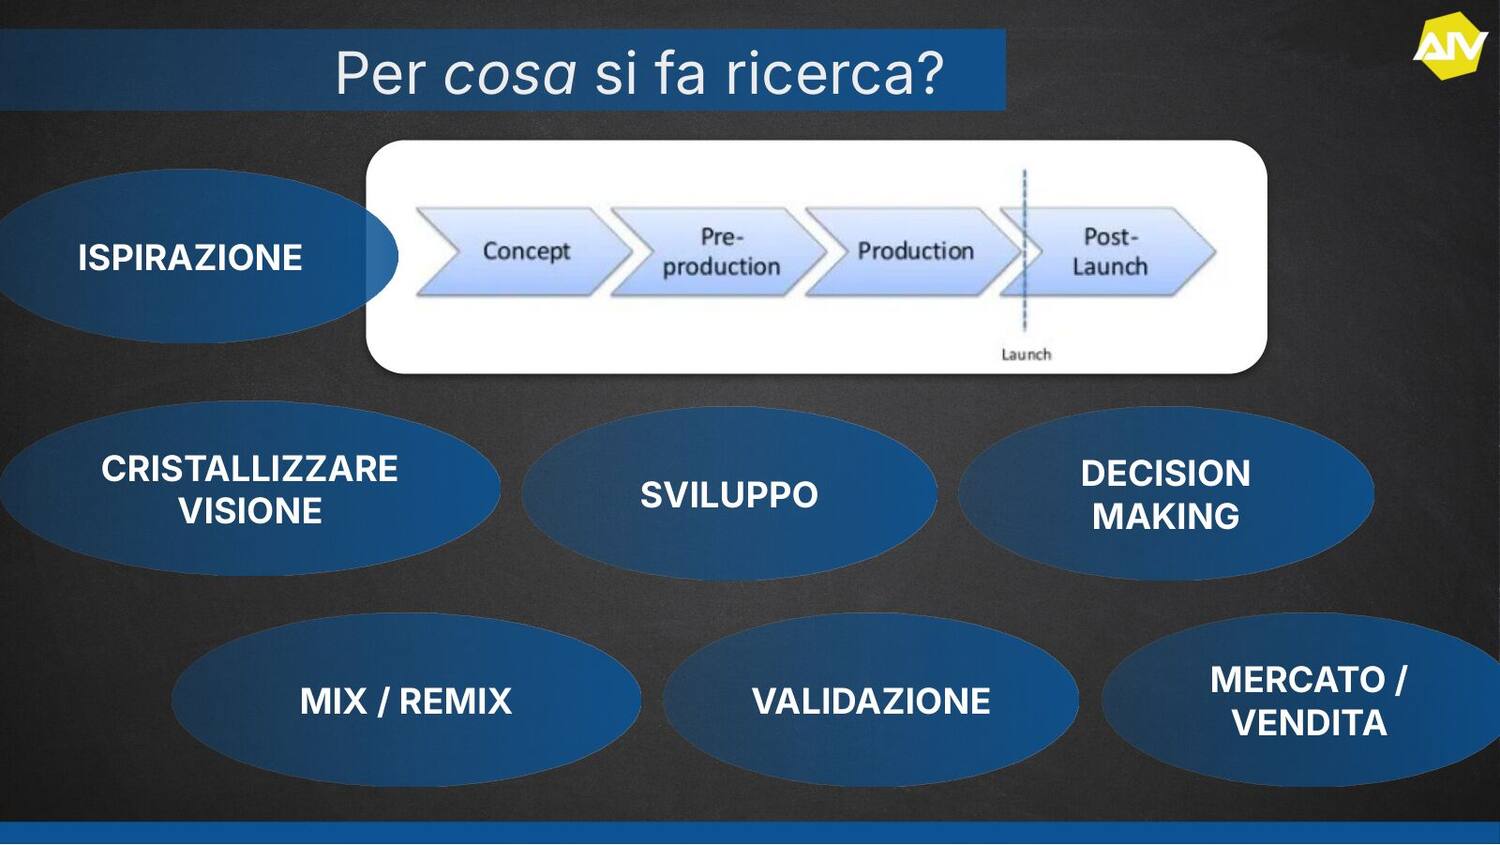 Per cosa si fa ricerca?
AIV
ISPIRAZIONE
Concept
Pre-
production
Production
Post-
Launch
Launch
CRISTALLIZZARE
VISIONE
SVILUPPO
DECISION
MAKING
MIX / REMIX
VALIDAZIONE
MERCATO /
VENDITA